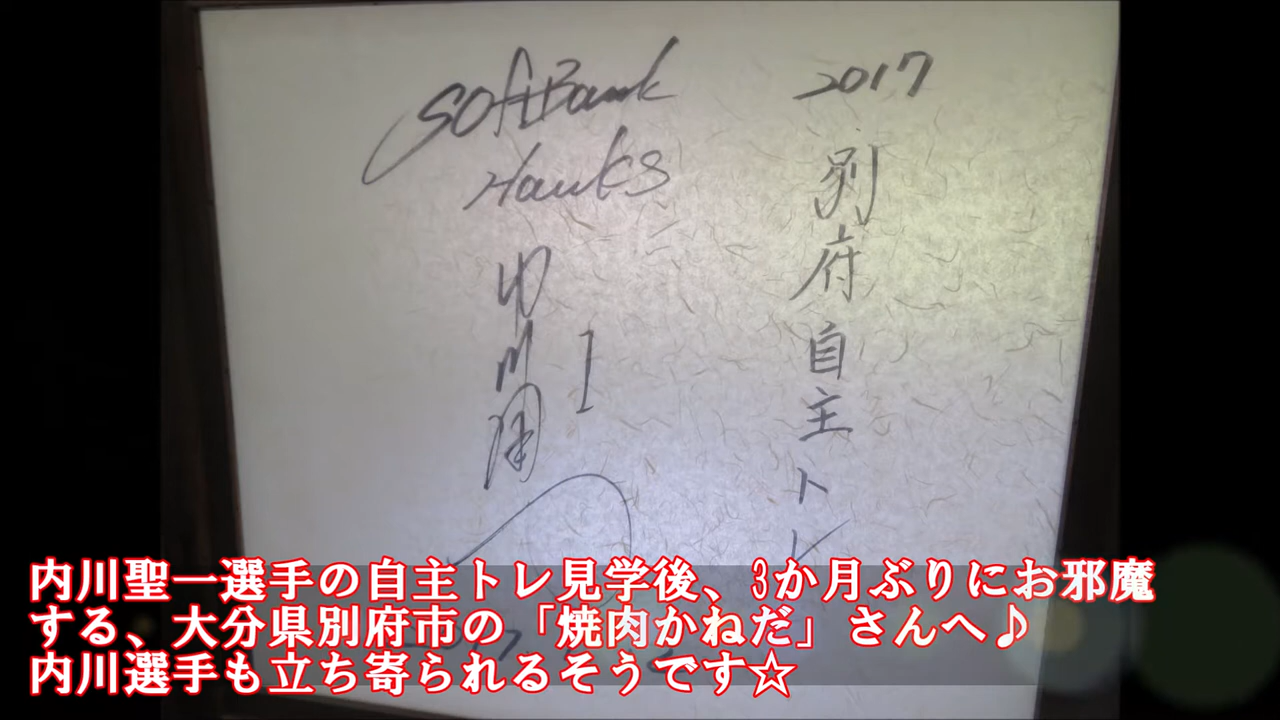 2017
別府自主トレ
SoftBank
Hawks
内川聖一選手の自主トレ見学後、3か月ぶりにお邪魔
する、大分県別府市の「焼肉かねだ」さんへ♪
内川選手も立ち寄られるそうです☆